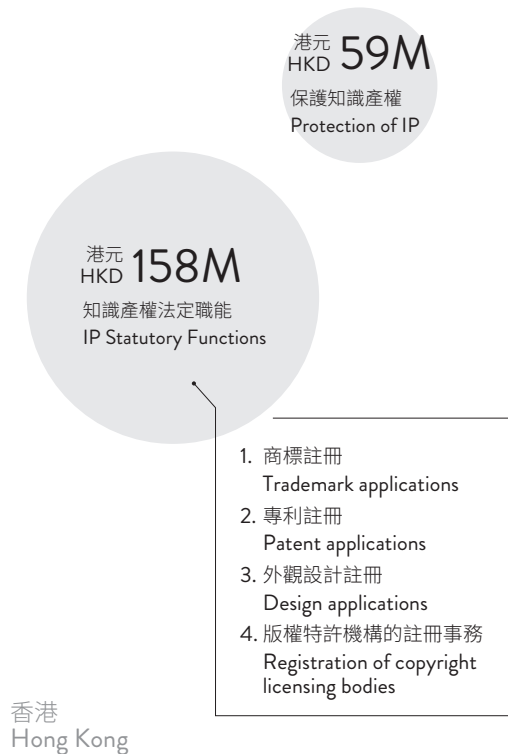 港元
HKD 59M
保護知識產權
Protection of IP
港元
HKD 158M
知識產權法定職能
IP Statutory Functions
1. 商標註冊
Trademark applications
2. 專利註冊
Patent applications
3. 外觀設計註冊
Design applications
4. 版權特許機構的註冊事務
Registration of copyright
licensing bodies
香港
Hong Kong